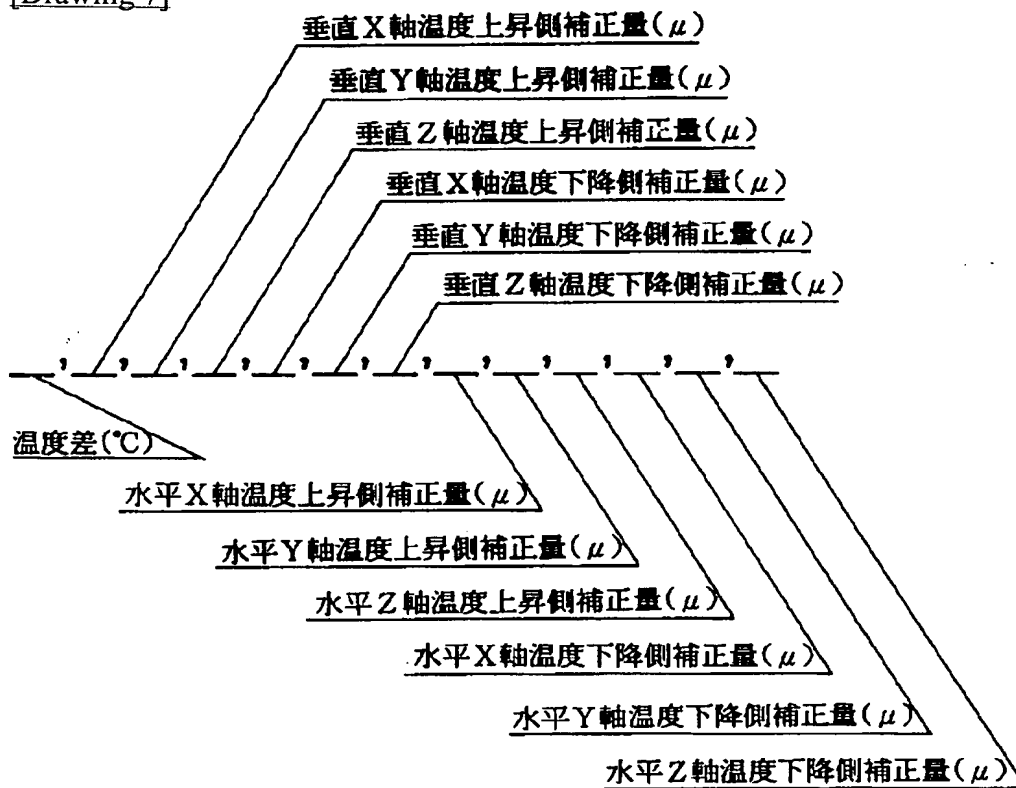 [Drawing 7]
垂直X軸温度上昇側補正量(μ)
垂直Y軸温度上昇側補正量(μ)
垂直Z軸温度上昇側補正量(μ)
垂直X軸温度下降側補正量(μ)
垂直Y軸温度下降側補正量(μ)
垂直Z軸温度下降側補正量(μ)
, , , , , , , , , , , ,
温度差(℃)
水平X軸温度上昇側補正量(μ)
水平Y軸温度上昇側補正量(μ)
水平Z軸温度上昇側補正量(μ)
水平X軸温度下降側補正量(μ)
水平Y軸温度下降側補正量(μ)
水平Z軸温度下降側補正量(μ)